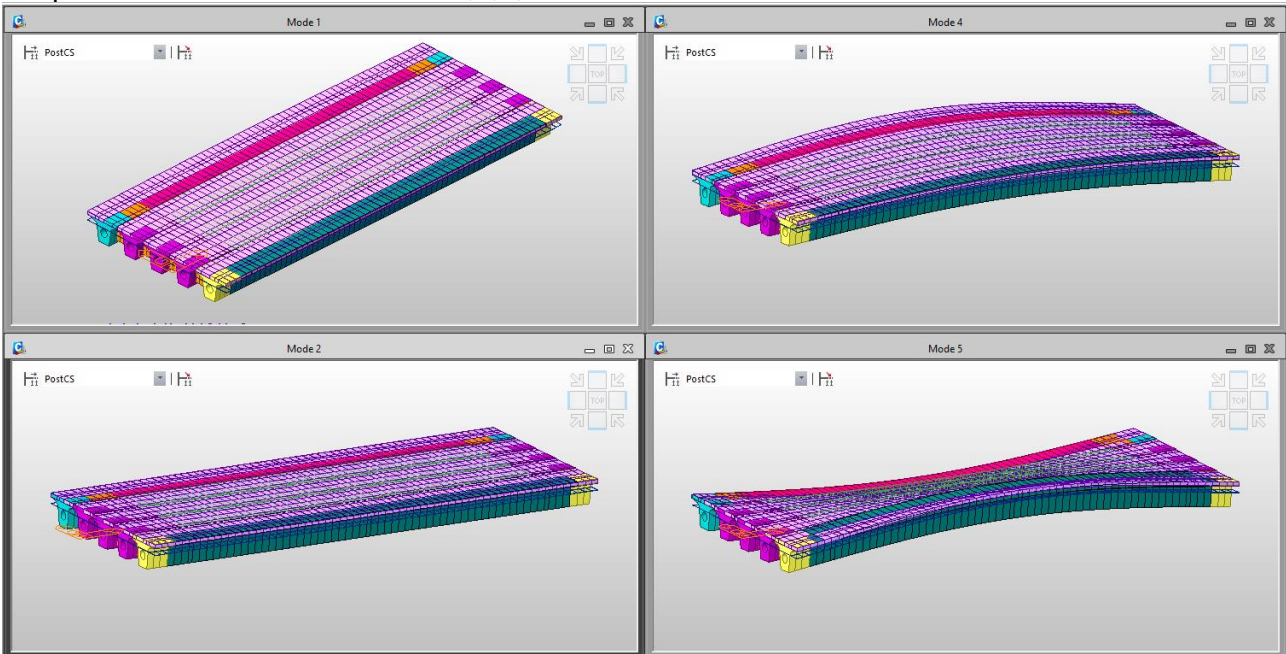 Mode 1
Mode 4
PostCS
TOP
PostCS
TOP
Mode 2
Mode 5
PostCS
TOP
PostCS
TOP